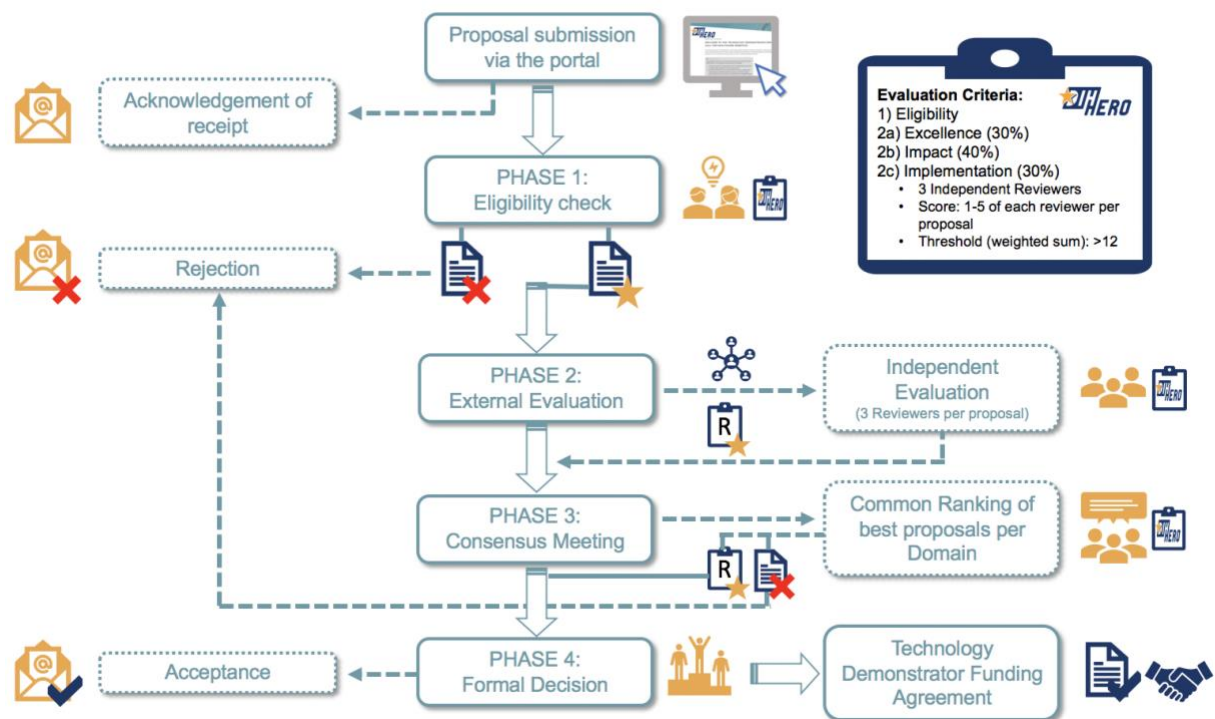 Proposal submission
via the portal
Acknowledgement of
receipt
PHASE 1:
Eligibility check
Rejection
PHASE 2:
External Evaluation
Independent
Evaluation
(3 Reviewers per proposal)
R
PHASE 3:
Consensus Meeting
Common Ranking of
best proposals per
Domain
R
PHASE 4:
Formal Decision
Acceptance
Technology
Demonstrator Funding
Agreement
Evaluation Criteria:
DIH HERO
1) Eligibility
2a) Excellence (30%)
2b) Impact (40%)
2c) Implementation (30%)
• 3 Independent Reviewers
• Score: 1-5 of each reviewer per
proposal
• Threshold (weighted sum): >12